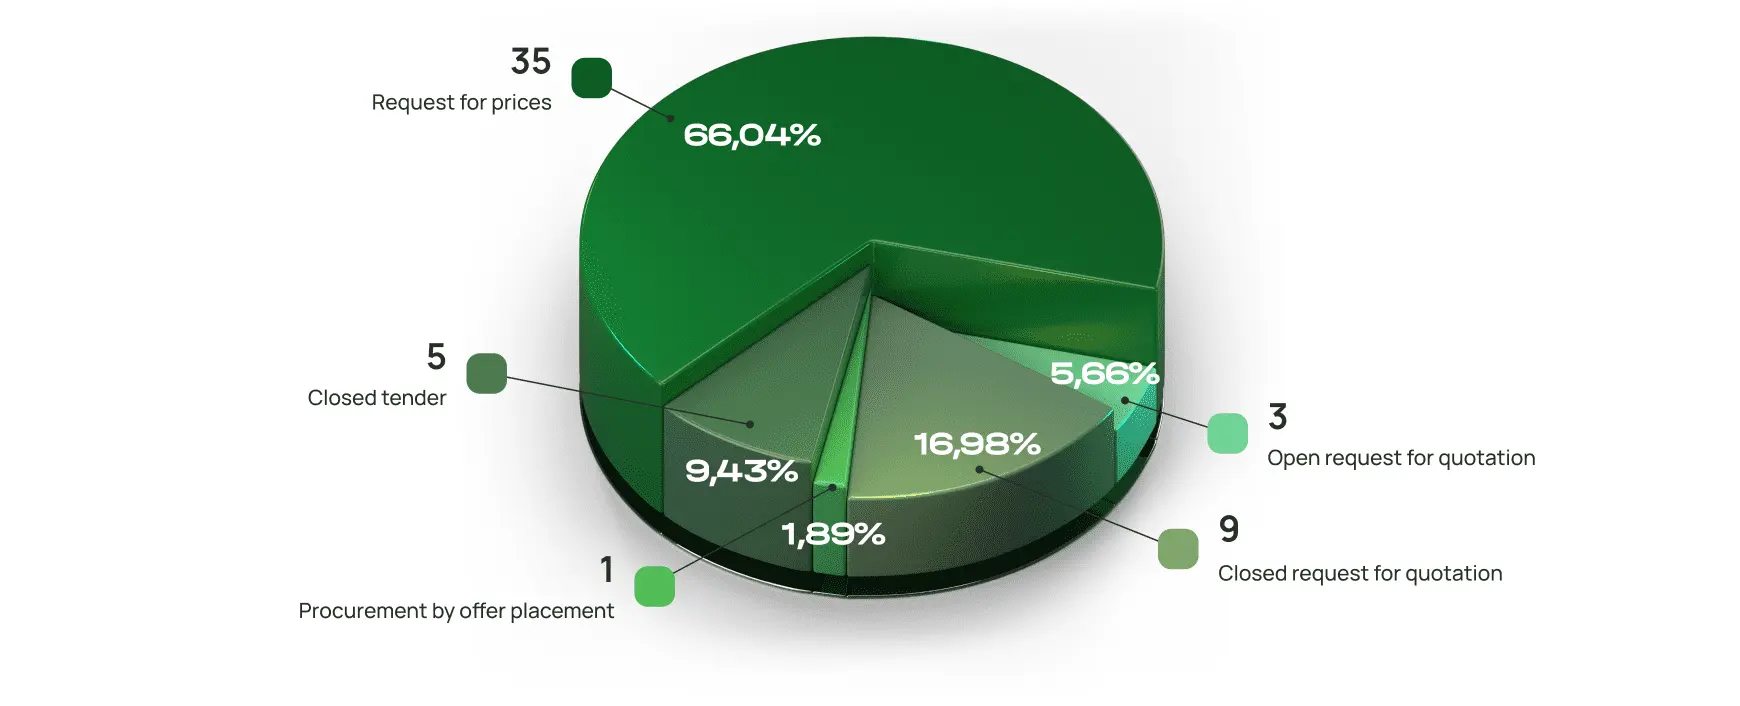 35
Request for prices
66,04%
5
Closed tender
9,43%
1
Procurement by offer placement
1,89%
16,98%
9
Closed request for quotation
5,66%
3
Open request for quotation